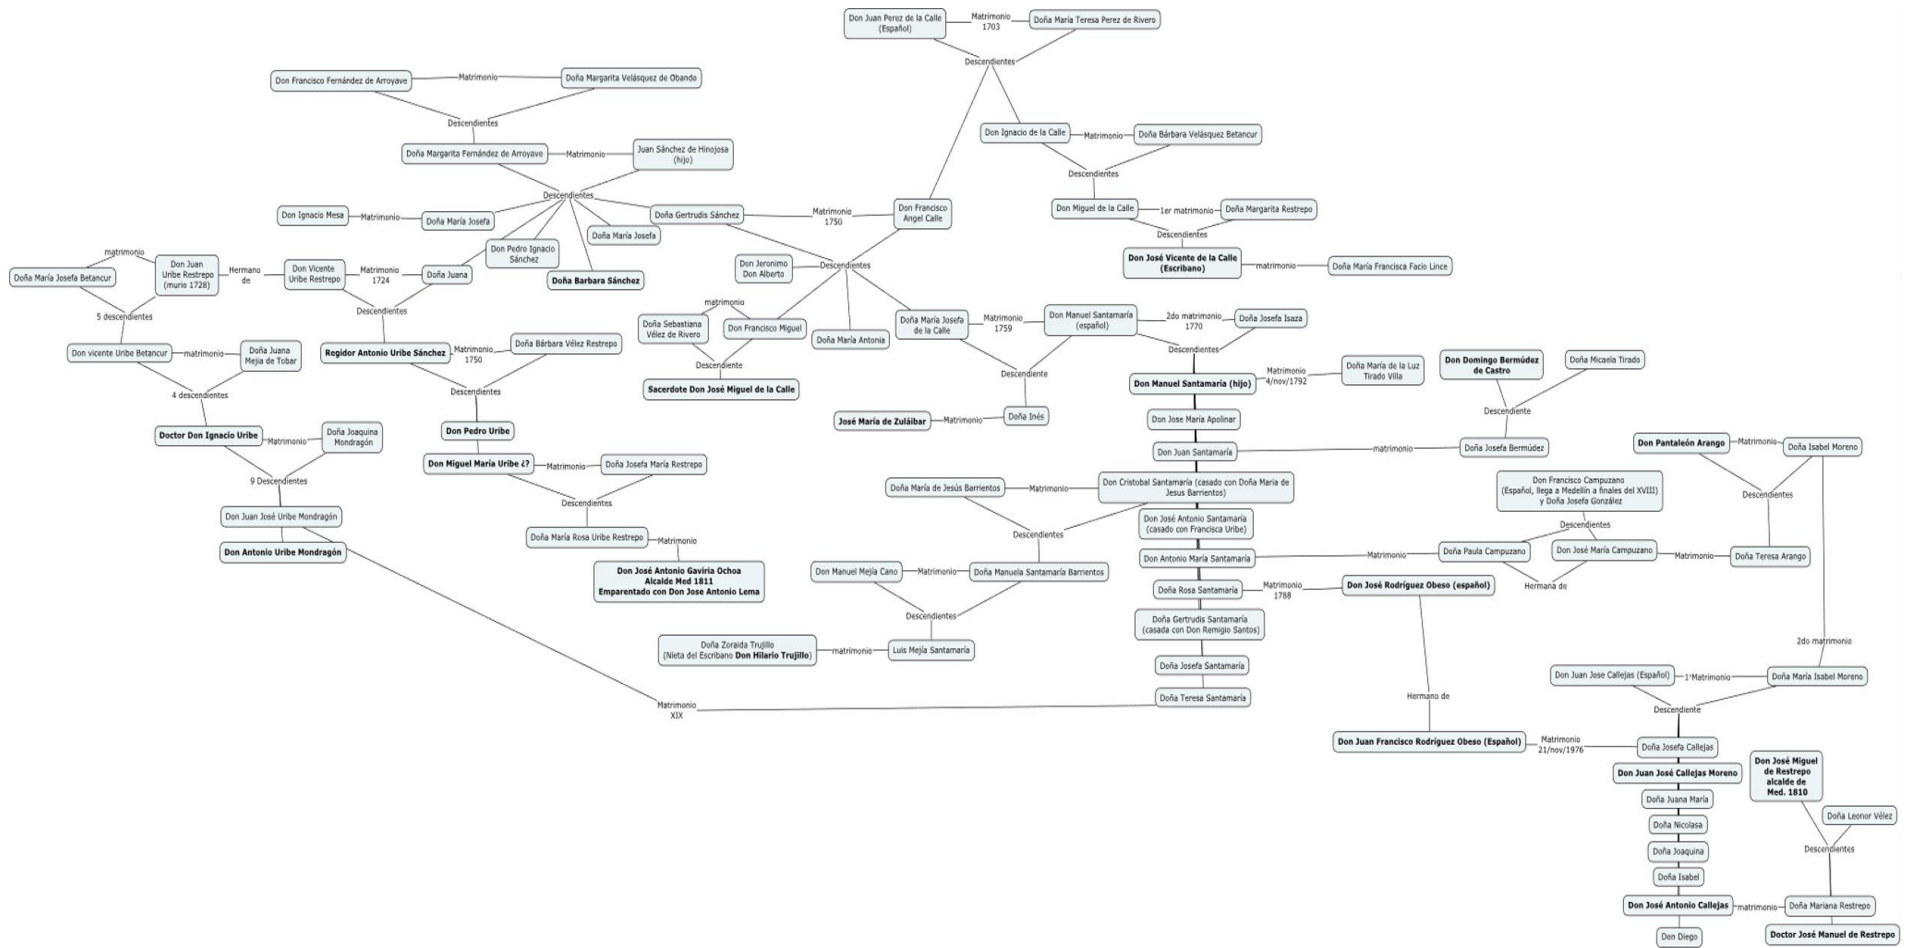 Don Juan Perez de la Calle
(Español)
Matrimonio
1703
Doña María Teresa Perez de Rivero
Descendientes
Don Francisco Fernández de Arroyave
Matrimonio
Doña Margarita Velásquez de Obando
Descendientes
Doña Margarita Fernández de Arroyave
Matrimonio
Juan Sánchez de Hinojosa
(hijo)
Descendientes
Don Ignacio de la Calle
Matrimonio
Doña Bárbara Velásquez Betancur
Descendientes
Don Miguel de la Calle
1er matrimonio
Doña Margarita Restrepo
Descendientes
Don José Vicente de la Calle
(Escribano)
matrimonio
Doña María Francisca Facio Lince
Don Ignacio Mesa
Matrimonio
Doña María Josefa
Doña Gertrudis Sánchez
Matrimonio
1750
Don Francisco
Angel Calle
Doña María Josefa
Don Pedro Ignacio
Sánchez
Doña Barbara Sánchez
matrimonio
Doña María Josefa Betancur
Don Juan
Uribe Restrepo
(murio 1728)
Hermano
de
Don Vicente
Uribe Restrepo
Matrimonio
1724
Doña Juana
Don Jeronimo
Don Alberto
Descendientes
5 descendientes
Descendientes
matrimonio
Doña Sebastiana
Vélez de Rivero
Don Francisco Miguel
Doña María Antonia
Doña María Josefa
de la Calle
Matrimonio
1759
Don Manuel Santamaría
(español)
2do matrimonio
1770
Doña Josefa Isaza
Descendientes
Don vicente Uribe Betancur
matrimonio
Doña Juana
Mejia de Tobar
Regidor Antonio Uribe Sánchez
Matrimonio
1750
Doña Bárbara Vélez Restrepo
Descendiente
Sacerdote Don José Miguel de la Calle
Descendiente
Don Manuel Santamaría (hijo)
Matrimonio
4/nov/1792
Doña María de la Luz
Tirado Villa
Don Domingo Bermúdez
de Castro
Doña Micaela Tirado
Descendiente
4 descendientes
Descendientes
José María de Zuláibar
Matrimonio
Doña Inés
Don Jose María Apolinar
Doctor Don Ignacio Uribe
Matrimonio
Doña Joaquina
Mondragón
Don Pedro Uribe
Don Juan Santamaría
matrimonio
Doña Josefa Bermúdez
Don Pantaleón Arango
Matrimonio
Doña Isabel Moreno
Don Miguel María Uribe ¿?
Matrimonio
Doña Josefa María Restrepo
9 Descendientes
Descendientes
Doña María de Jesús Barrientos
Matrimonio
Don Cristobal Santamaría (casado con Doña Maria de
Jesus Barrientos)
Don Francisco Campuzano
(Español, llega a Medellín a finales del XVIII)
y Doña Josefa González
Descendientes
Don Juan José Uribe Mondragón
Don José Antonio Santamaría
(casado con Francisca Uribe)
Descendientes
Descendientes
Don Antonio Uribe Mondragón
Doña María Rosa Uribe Restrepo
Matrimonio
Don Antonio María Santamaría
Matrimonio
Doña Paula Campuzano
Don José María Campuzano
Matrimonio
Doña Teresa Arango
Hermana de
Don José Antonio Gaviria Ochoa
Alcalde Med 1811
Emparentado con Don Jose Antonio Lema
Don Manuel Mejía Cano
Matrimonio
Doña Manuela Santamaría Barrientos
Doña Rosa Santamaría
Matrimonio
1788
Don José Rodríguez Obeso (español)
Descendientes
Doña Gertrudis Santamaría
(casada con Don Remigio Santos)
Doña Zoraida Trujillo
(Nieta del Escribano Don Hilario Trujillo)
matrimonio
Luis Mejía Santamaría
2do matrimonio
Doña Josefa Santamaría
Don Juan Jose Callejas (Español)
1°Matrimonio
Doña María Isabel Moreno
Doña Teresa Santamaría
Matrimonio
XIX
Hermano de
Descendiente
Don Juan Francisco Rodríguez Obeso (Español)
Matrimonio
21/nov/1976
Doña Josefa Callejas
Don Juan José Callejas Moreno
Don José Miguel
de Restrepo
alcalde de
Med. 1810
Doña Juana María
Doña Leonor Vélez
Doña Nicolasa
Doña Joaquina
Descendientes
Doña Isabel
Don José Antonio Callejas
matrimonio
Doña Mariana Restrepo
Don Diego
Doctor José Manuel de Restrepo